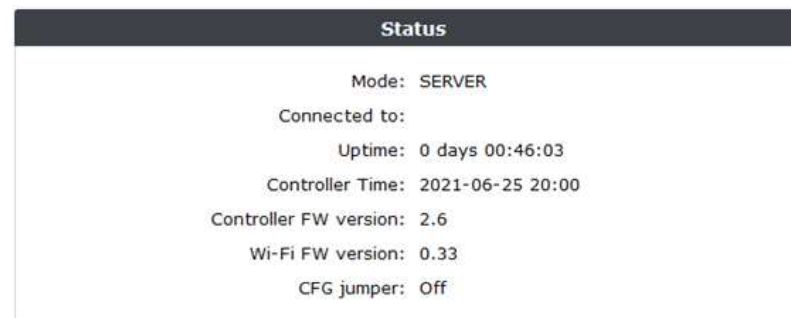 Status
Mode: SERVER
Connected to:
Uptime: 0 days 00:46:03
Controller Time: 2021-06-25 20:00
Controller FW version: 2.6
Wi-Fi FW version: 0.33
CFG jumper: Off